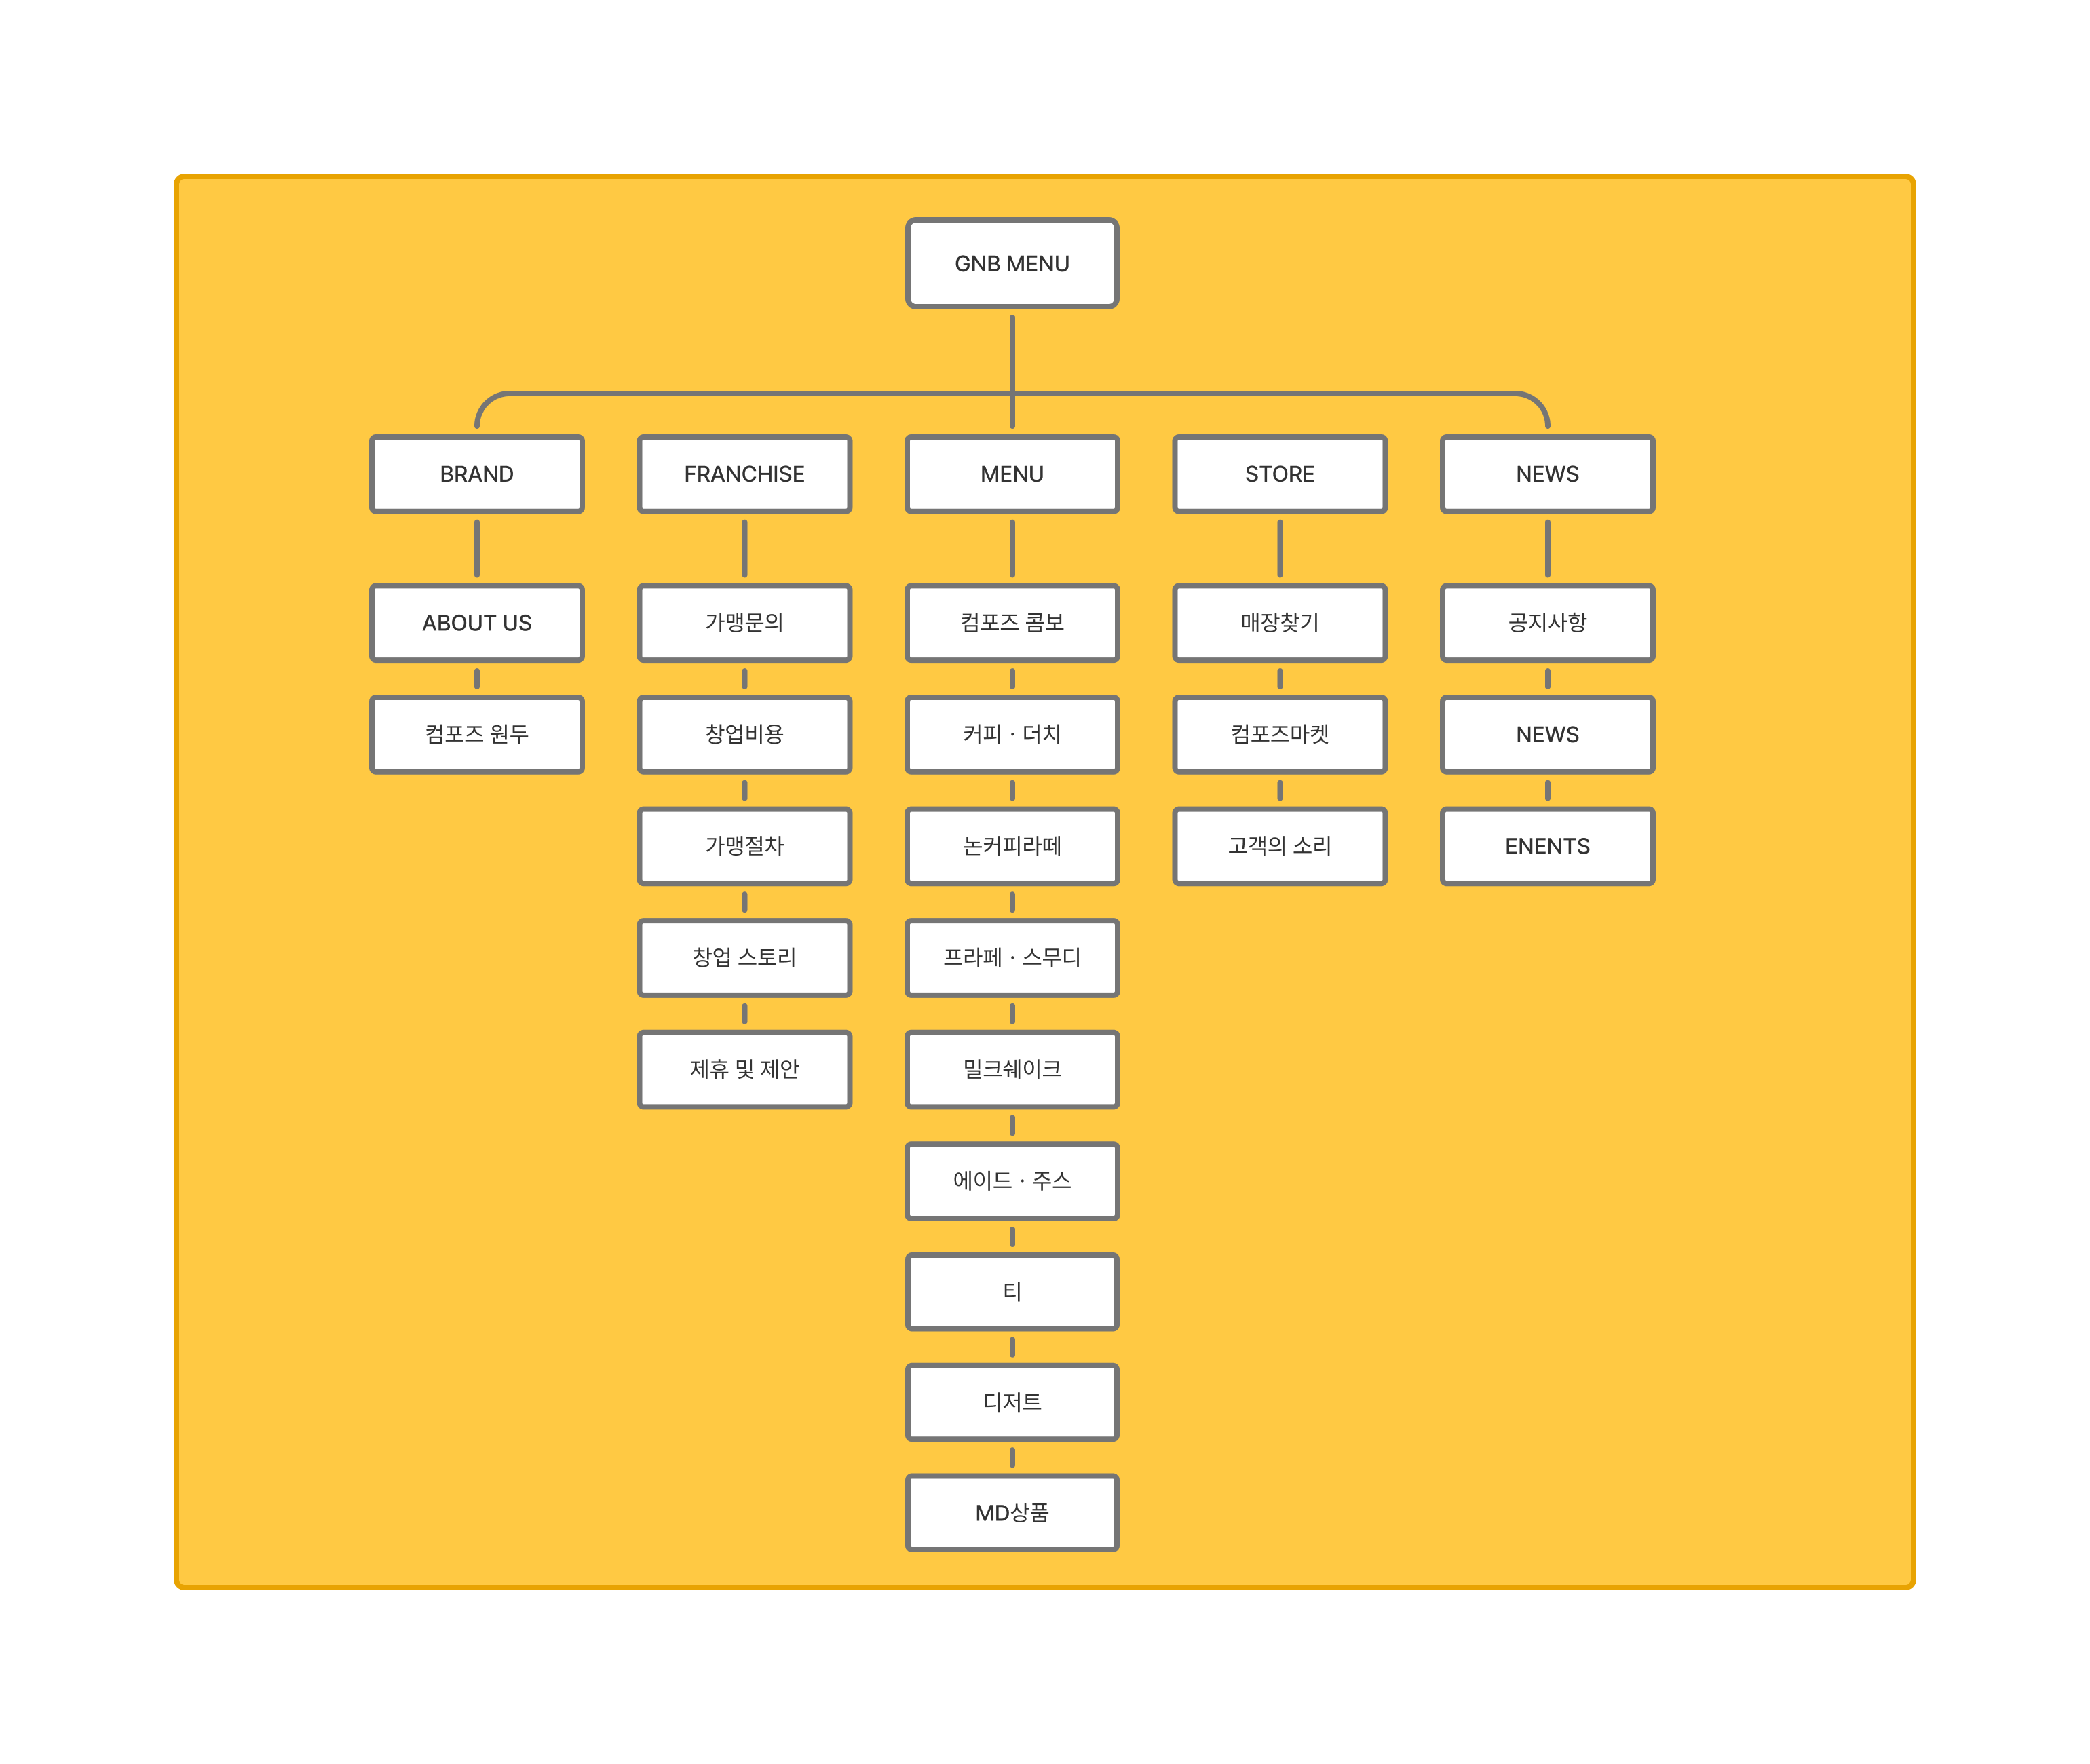 GNB MENU
BRAND
FRANCHISE
MENU
STORE
NEWS
ABOUT US
컴포즈 원두
가맹문의
창업비용
가맹절차
창업 스토리
제휴 및 제안
컴포즈 콤보
커피 · 더치
논커피라떼
프라페 · 스무디
밀크쉐이크
에이드 · 주스
티
디저트
MD상품
매장찾기
컴포즈마켓
고객의 소리
공지사항
NEWS
ENENTS